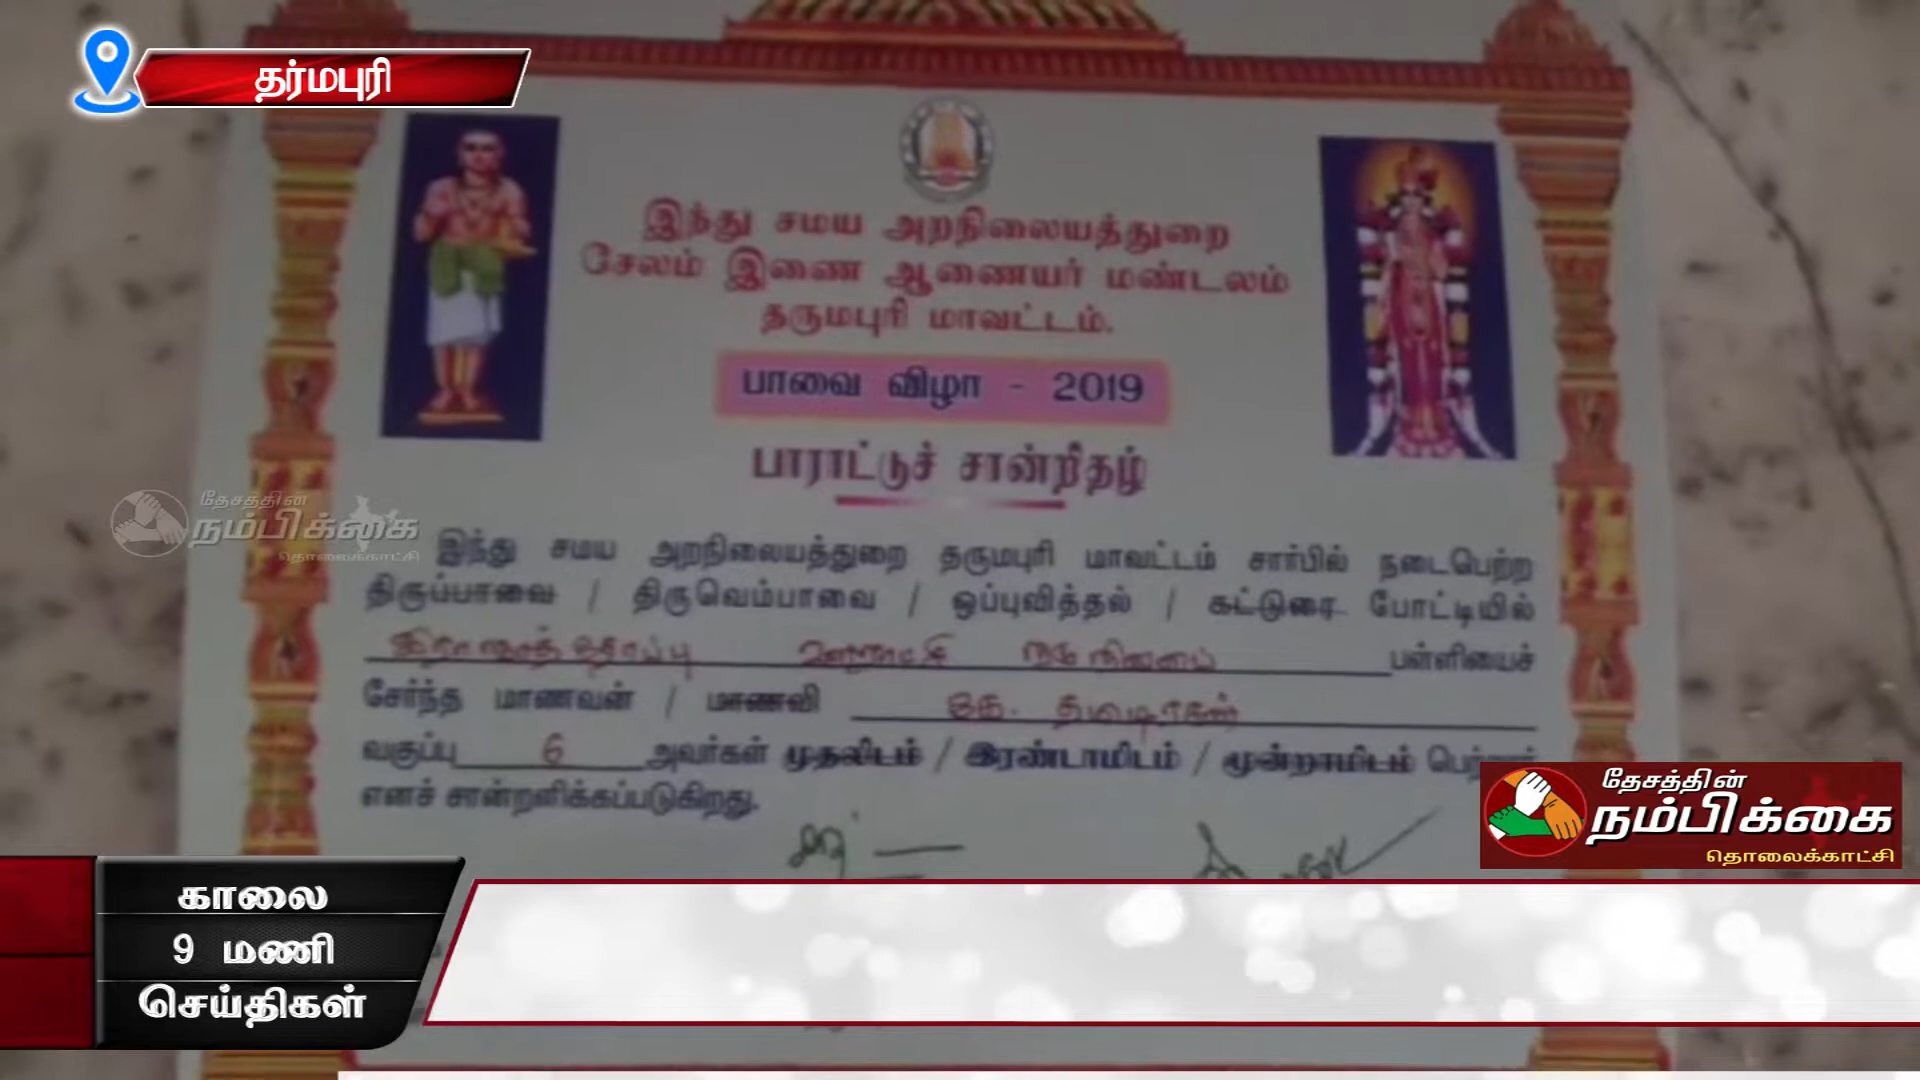 தர்மபுரி
இந்து சமய அறநிலையத்துறை
சேலம் இணை ஆணையர் மண்டலம்
தருமபுரி மாவட்டம்.
பாவை விழா - 2019
பாராட்டுச் சான்றிதழ்
தேசத்தின்
நம்பிக்கை
தொலைக்காட்சி
இந்து சமய அறநிலையத்துறை தருமபுரி மாவட்டம் சார்பில் நடைபெற்ற
திருப்பாவை / திருவெம்பாவை / ஒப்புவித்தல் / கட்டுரை போட்டியில்
பள்ளியைச்
சேர்ந்த மாணவன் / மாணவி
வகுப்பு 6 அவர்கள் முதலிடம் / இரண்டாமிடம் / மூன்றாமிடம்
எனச் சான்றளிக்கப்படுகிறது.
தேசத்தின்
நம்பிக்கை
தொலைக்காட்சி
காலை
9 மணி
செய்திகள்